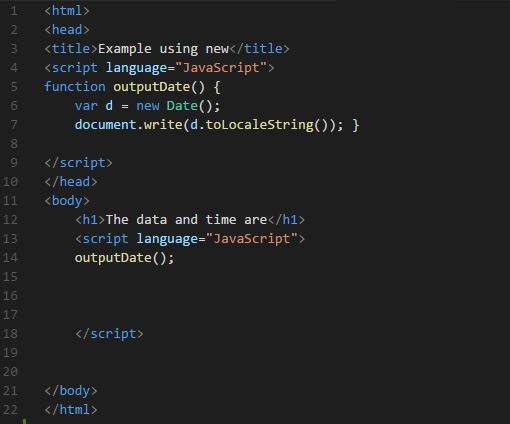 1 <html>
2 <head>
3 <title>Example using new</title>
4 <script language="JavaScript">
5 function outputDate() {
6 var d = new Date();
7 document.write(d.toLocaleString()); }
8
9 </script>
10 </head>
11 <body>
12 <h1>The data and time are</h1>
13 <script language="JavaScript">
14 outputDate();
15
16
17
18 </script>
19
20
21 </body>
22 </html>